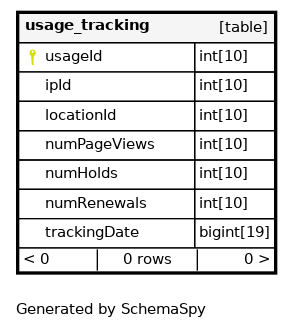 usage_tracking [table]
usageId int[10]
ipId int[10]
locationId int[10]
numPageViews int[10]
numHolds int[10]
numRenewals int[10]
trackingDate bigint[19]
< 0 0 rows 0 >
Generated by SchemaSpy